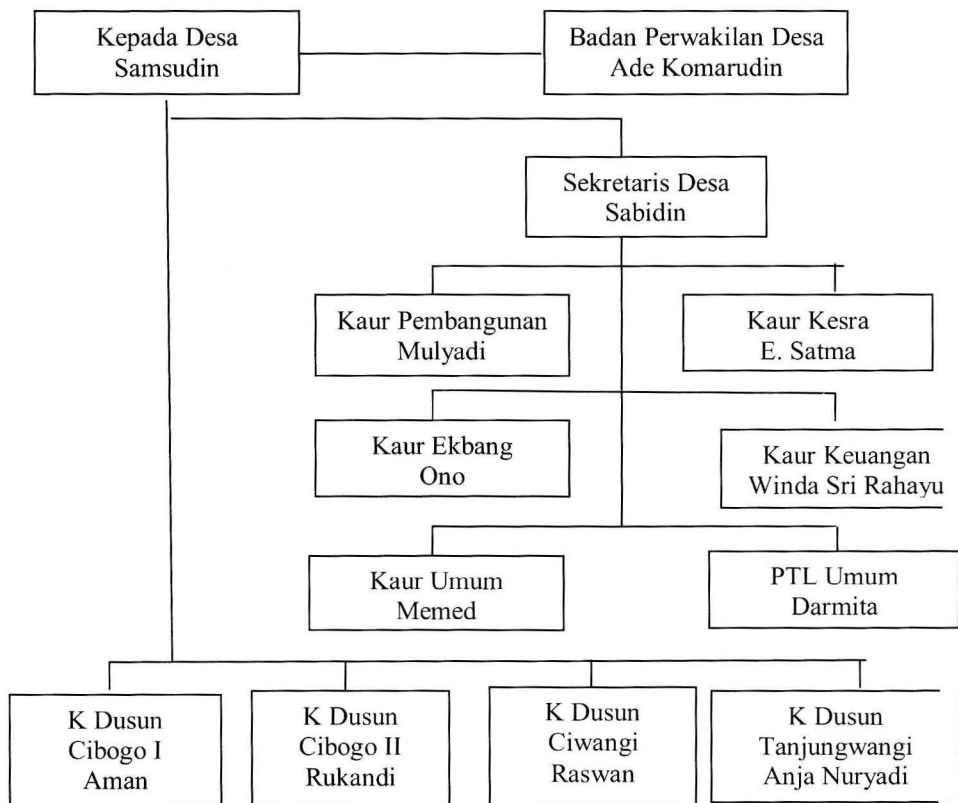 Kepada Desa
Samsudin
Badan Perwakilan Desa
Ade Komarudin
Sekretaris Desa
Sabidin
Kaur Pembangunan
Mulyadi
Kaur Kesra
E. Satma
Kaur Ekbang
Ono
Kaur Keuangan
Winda Sri Rahayu
Kaur Umum
Memed
PTL Umum
Darmita
K Dusun
Cibogo I
Aman
K Dusun
Cibogo II
Rukandi
K Dusun
Ciwangi
Raswan
K Dusun
Tanjungwangi
Anja Nuryadi